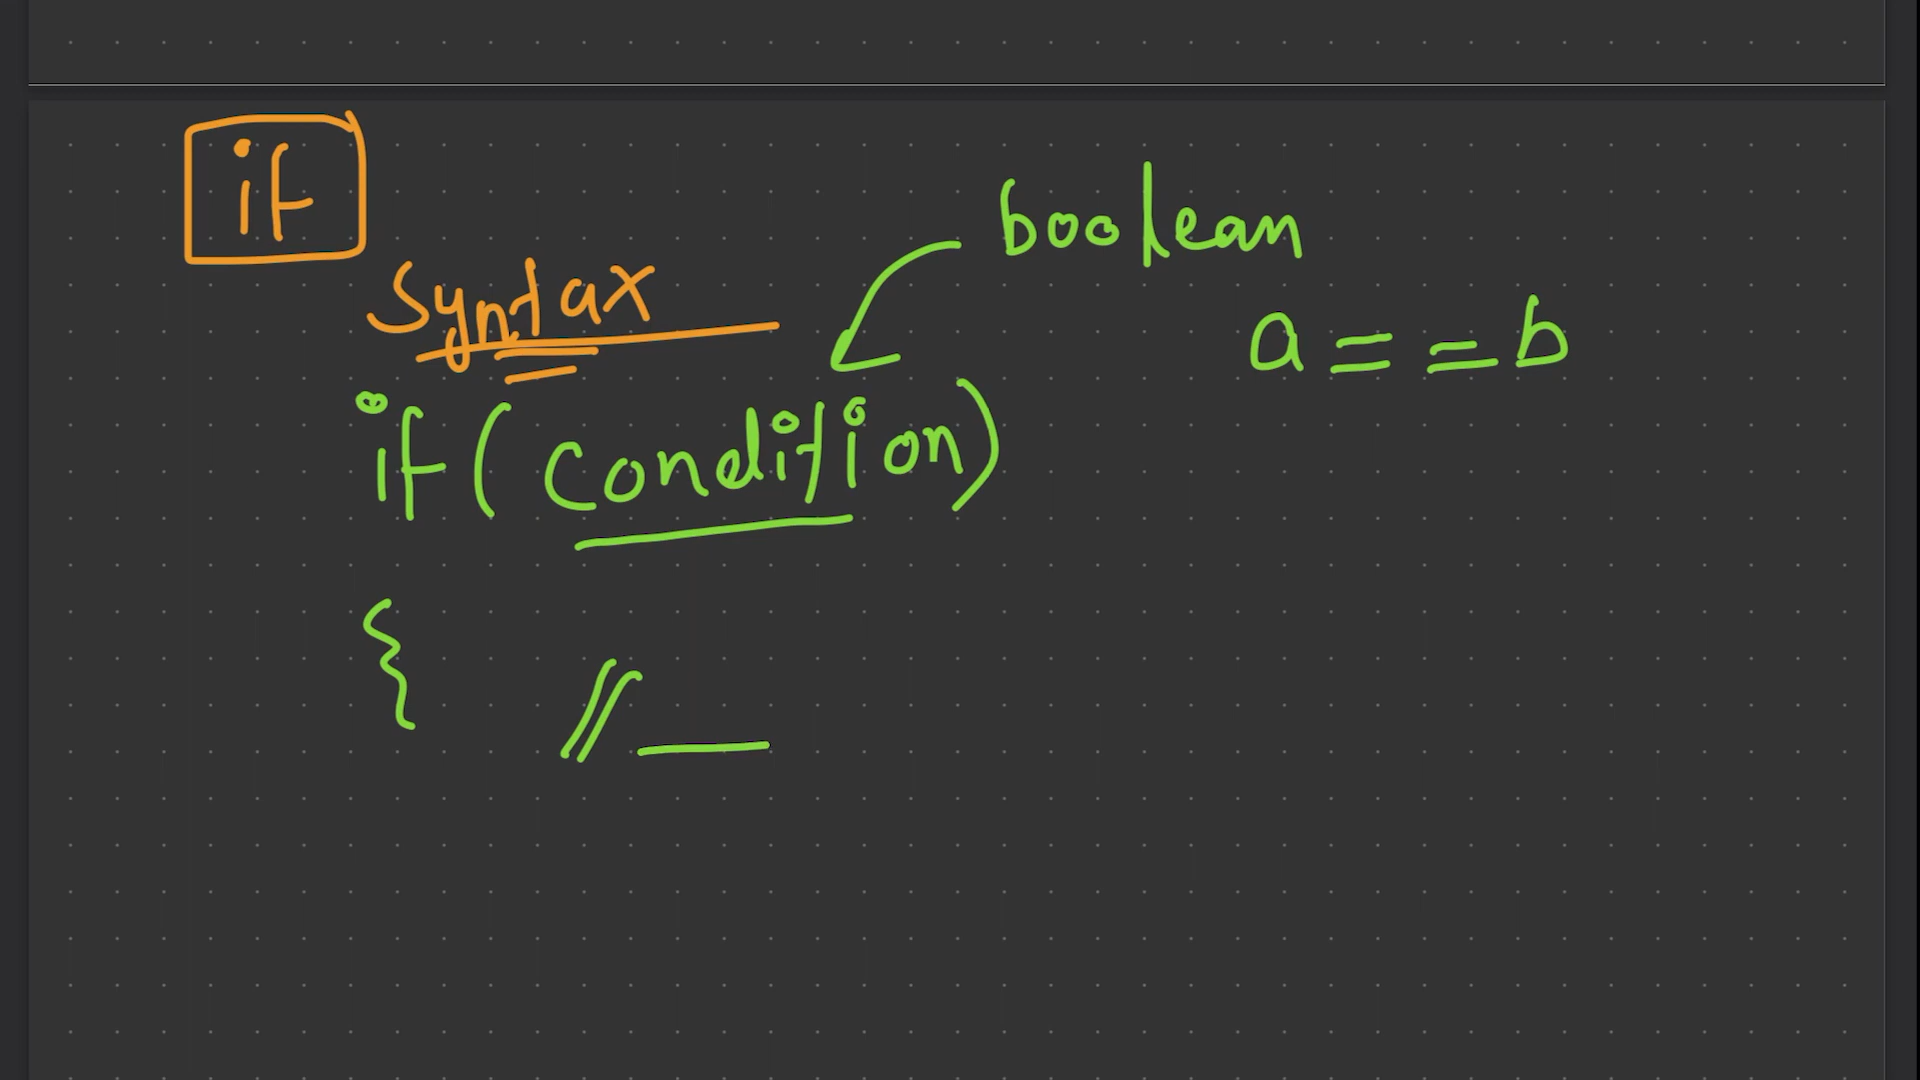 if
Syntax
boolean
a == b
if (condition)
{
//